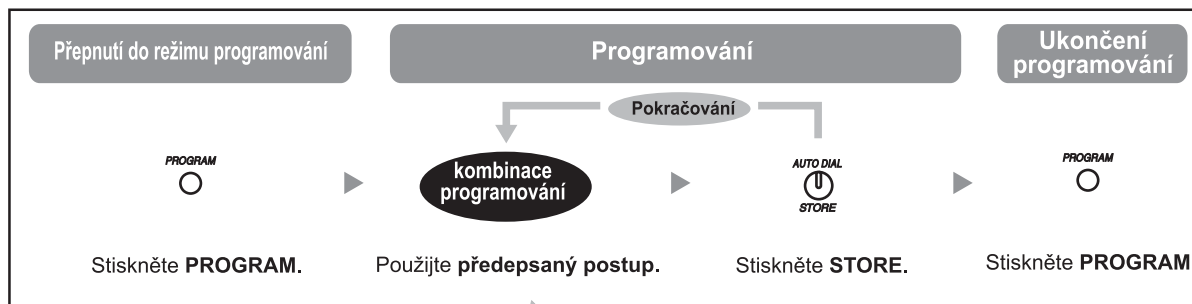 Přepnutí do režimu programování
Programování
Ukončení
programování
Pokračování
PROGRAM
kombinace
programování
AUTO DIAL
STORE
PROGRAM
Stiskněte PROGRAM.
Použijte předepsaný postup.
Stiskněte STORE.
Stiskněte PROGRAM